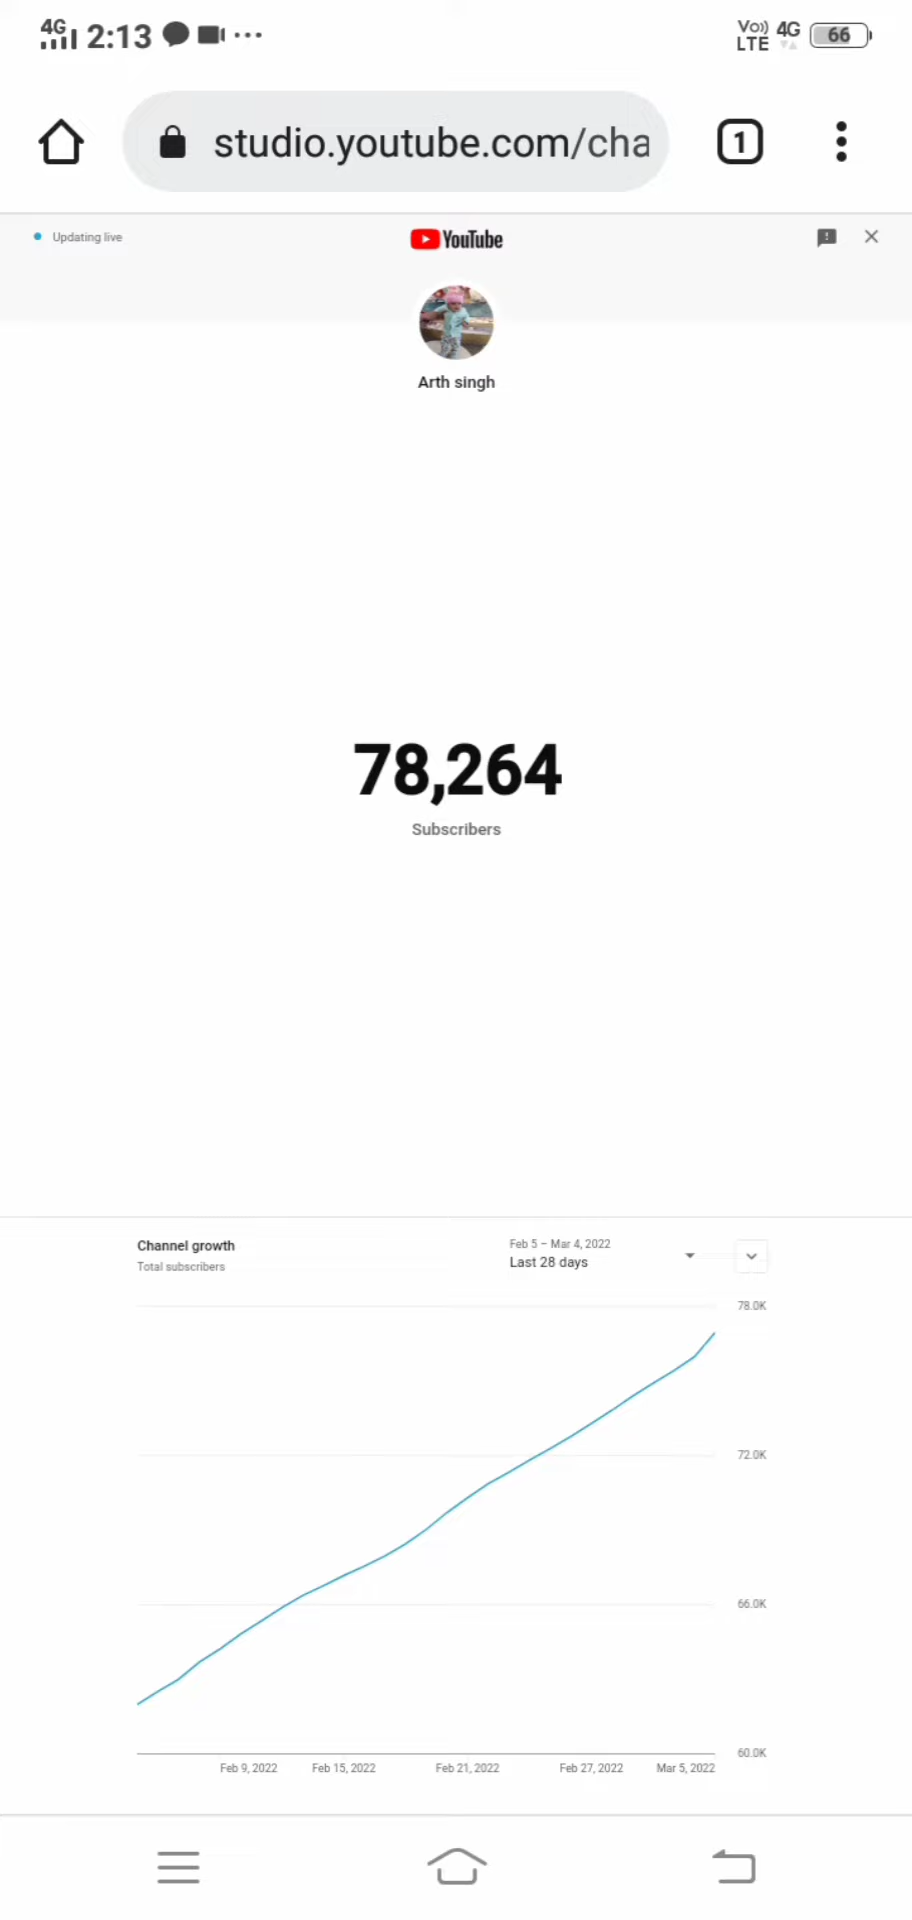 4G 2:13 ... Vo)) LTE 4G 66
studio.youtube.com/cha 1
Updating live YouTube
Arth singh
78,264
Subscribers
Channel growth
Total subscribers
Feb 5 – Mar 4, 2022
Last 28 days
78.0K
72.0K
66.0K
60.0K
Feb 9, 2022 Feb 15, 2022 Feb 21, 2022 Feb 27, 2022 Mar 5, 2022